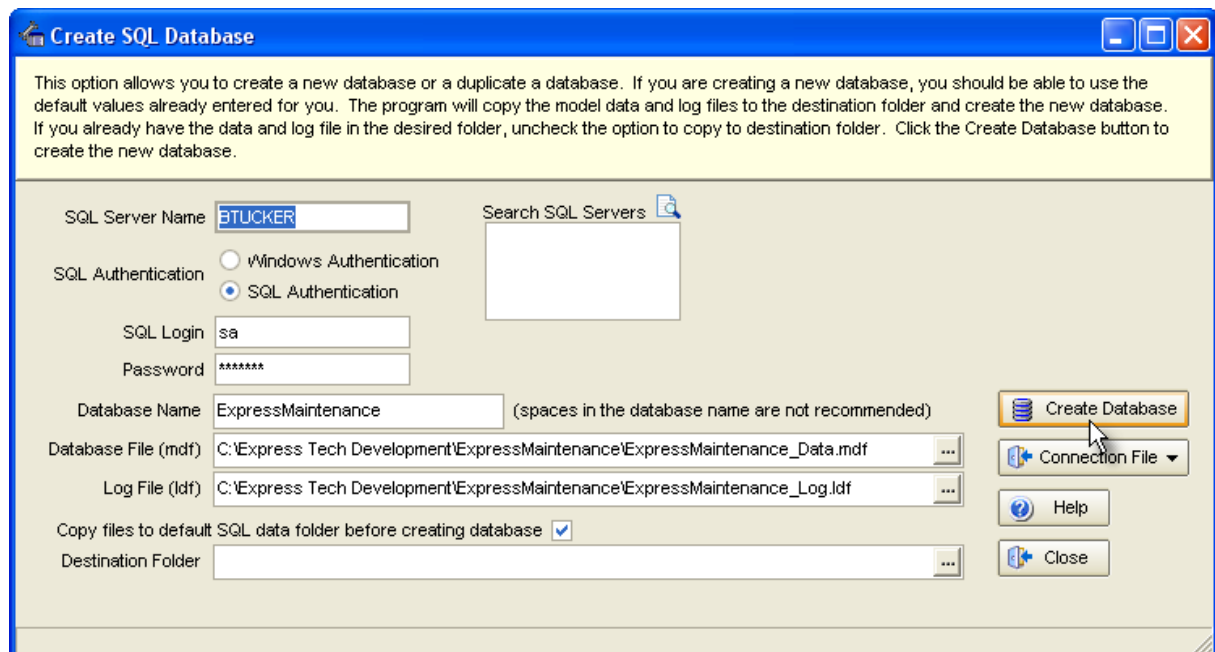 Create SQL Database
This option allows you to create a new database or a duplicate a database.  If you are creating a new database, you should be able to use the
default values already entered for you.  The program will copy the model data and log files to the destination folder and create the new database.
If you already have the data and log file in the desired folder, uncheck the option to copy to destination folder.  Click the Create Database button to
create the new database.
SQL Server Name BTUCKER Search SQL Servers
SQL Authentication
Windows Authentication
SQL Authentication
SQL Login sa
Password *******
Database Name ExpressMaintenance (spaces in the database name are not recommended) Create Database
Database File (mdf) C:\Express Tech Development\ExpressMaintenance\ExpressMaintenance_Data.mdf ... Connection File
Log File (ldf) C:\Express Tech Development\ExpressMaintenance\ExpressMaintenance_Log.ldf ...
Help
Copy files to default SQL data folder before creating database
Destination Folder ... Close